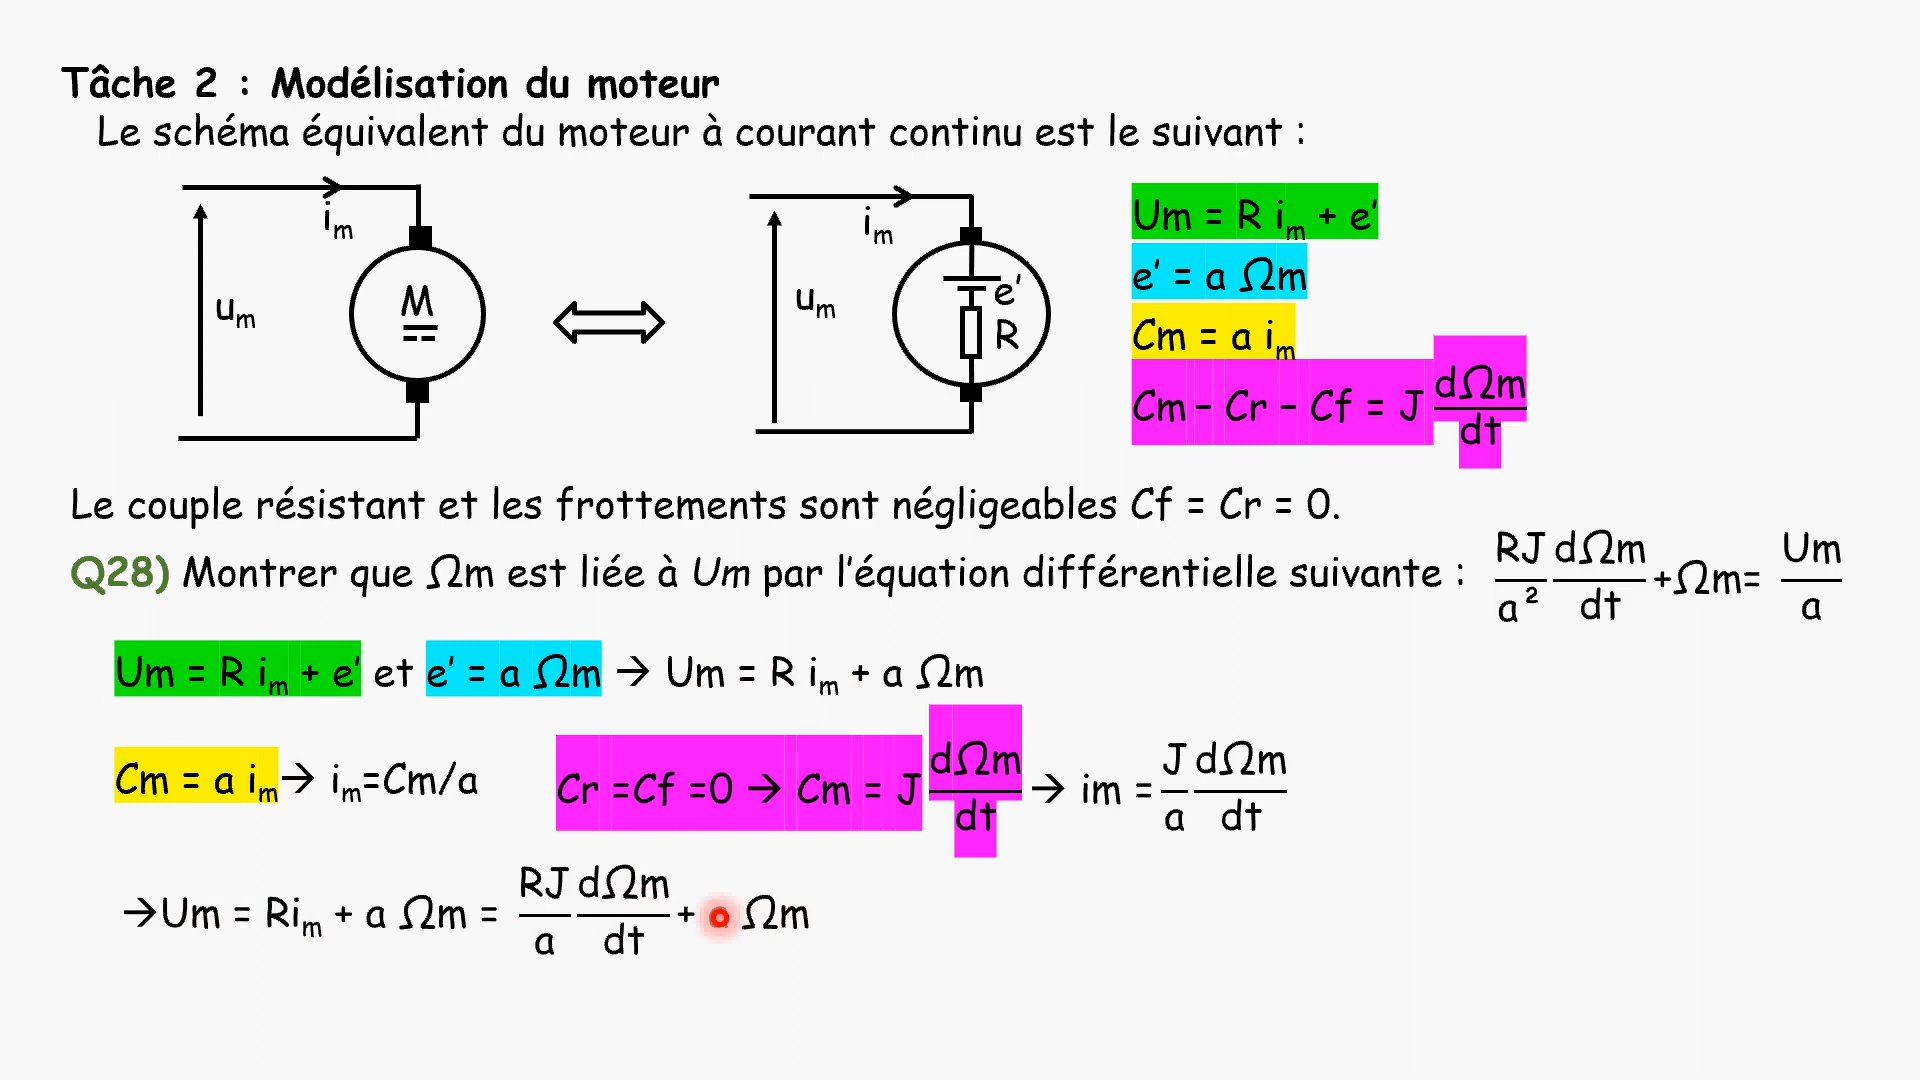 Tâche 2 : Modélisation du moteur
Le schéma équivalent du moteur à courant continu est le suivant :
im
um
M
im
um
e’
R
Um = R im + e’
e’ = a Ωm
Cm = a im
Cm – Cr – Cf = J dΩm/dt
Le couple résistant et les frottements sont négligeables Cf = Cr = 0.
Q28) Montrer que Ωm est liée à Um par l’équation différentielle suivante : RJ/a² dΩm/dt +Ωm= Um/a
Um = R im + e’ et e’ = a Ωm → Um = R im + a Ωm
Cm = a im → im=Cm/a
Cr =Cf =0 → Cm = J dΩm/dt → im = J/a dΩm/dt
→Um = Rim + a Ωm = RJ/a dΩm/dt + Ωm